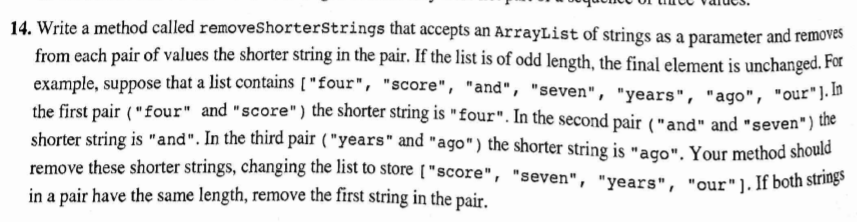 14. Write a method called removeShorterStrings that accepts an ArrayList of strings as a parameter and removes
from each pair of values the shorter string in the pair. If the list is of odd length, the final element is unchanged. For
example, suppose that a list contains ["four", "score", "and", "seven", "years", "ago", "our"]. In
the first pair ("four" and "score") the shorter string is "four". In the second pair ("and" and "seven") the
shorter string is "and". In the third pair ("years" and "ago") the shorter string is "ago". Your method should
remove these shorter strings, changing the list to store ["score", "seven", "years", "our"]. If both strings
in a pair have the same length, remove the first string in the pair.